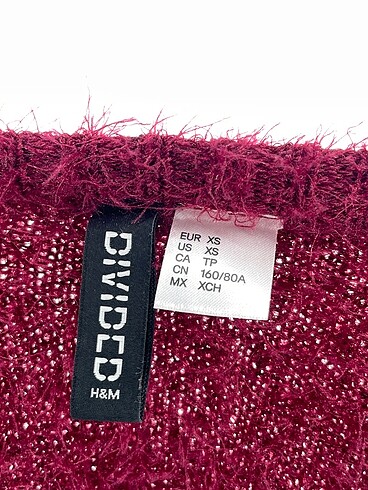 DIVIDED
H&M
EUR XS
US XS
CA TP
CN 160/80A
MX XCH